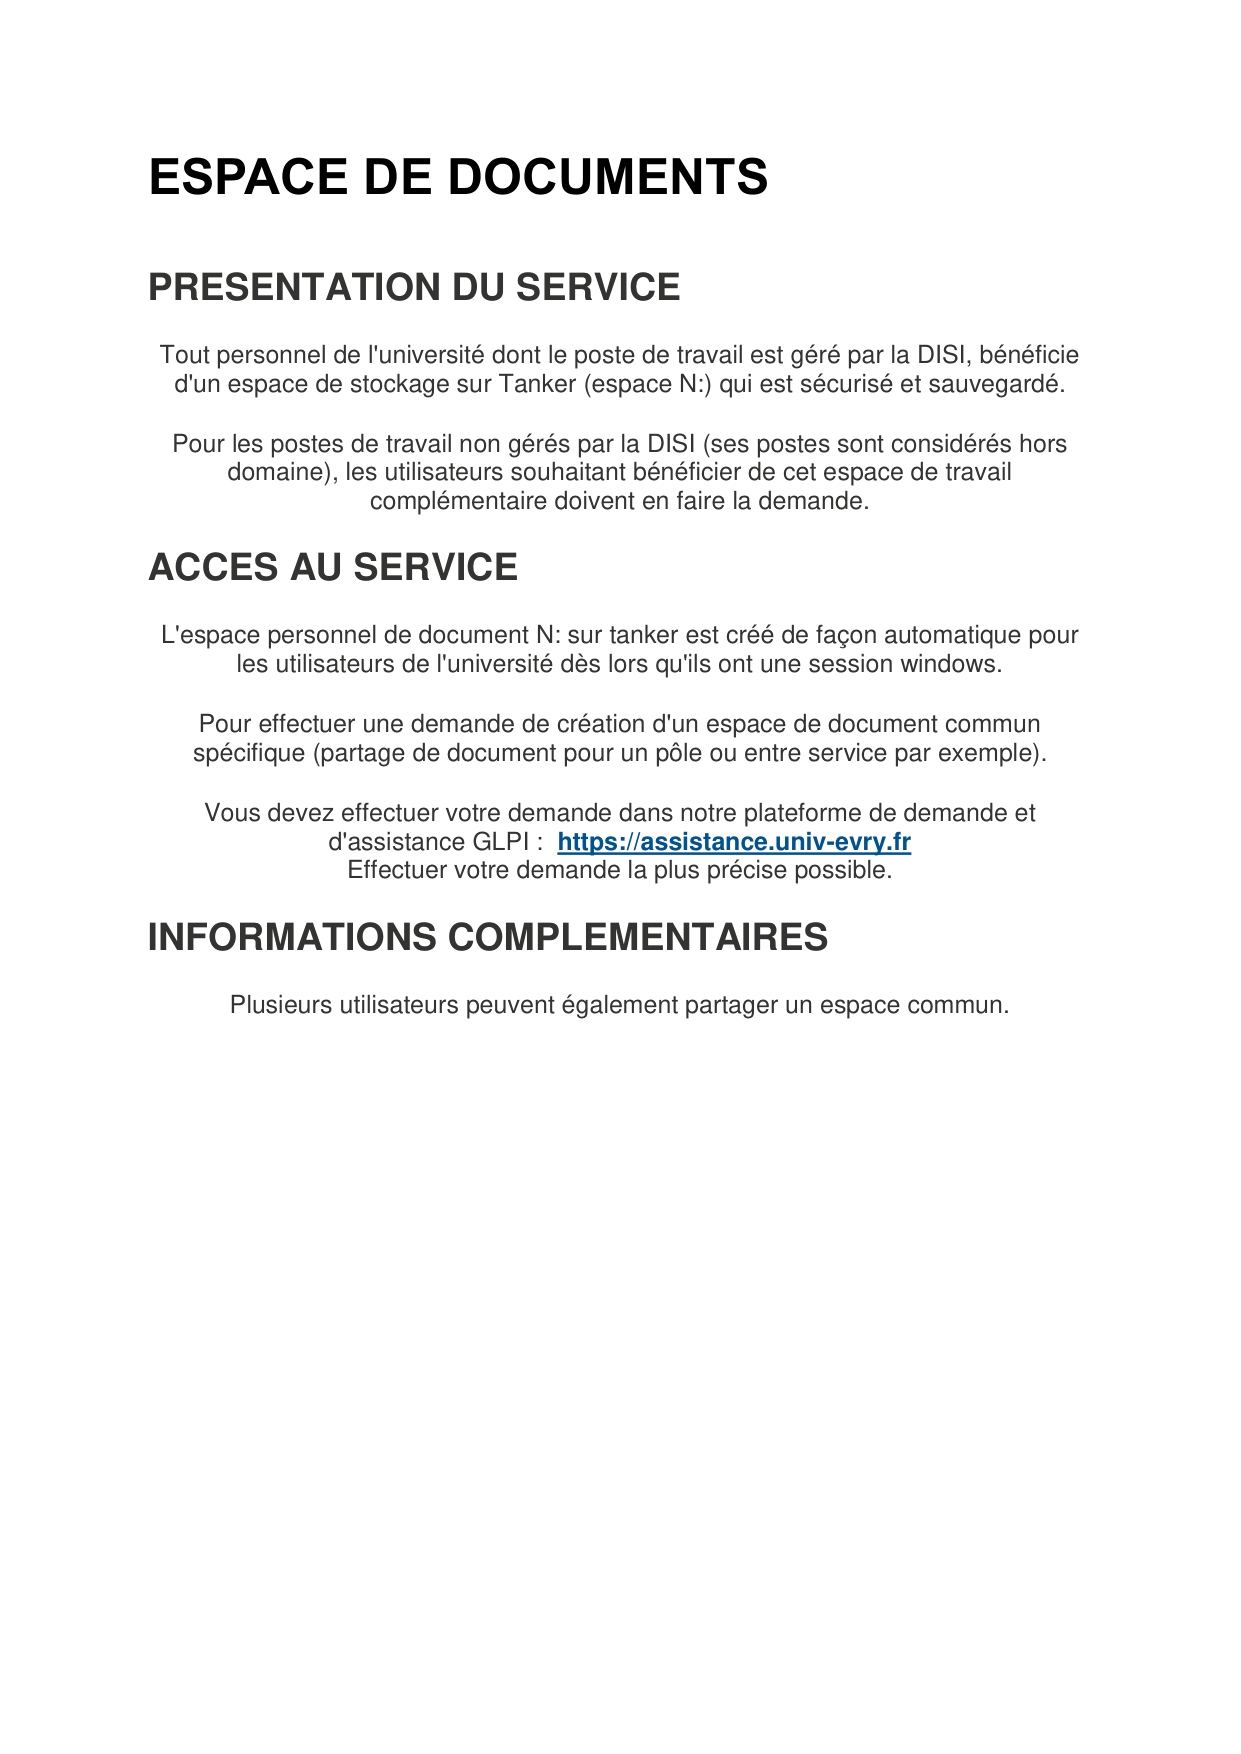 ESPACE DE DOCUMENTS
PRESENTATION DU SERVICE
Tout personnel de l'université dont le poste de travail est géré par la DISI, bénéficie
d'un espace de stockage sur Tanker (espace N:) qui est sécurisé et sauvegardé.
Pour les postes de travail non gérés par la DISI (ses postes sont considérés hors
domaine), les utilisateurs souhaitant bénéficier de cet espace de travail
complémentaire doivent en faire la demande.
ACCES AU SERVICE
L'espace personnel de document N: sur tanker est créé de façon automatique pour
les utilisateurs de l'université dès lors qu'ils ont une session windows.
Pour effectuer une demande de création d'un espace de document commun
spécifique (partage de document pour un pôle ou entre service par exemple).
Vous devez effectuer votre demande dans notre plateforme de demande et
d'assistance GLPI :  https://assistance.univ-evry.fr
Effectuer votre demande la plus précise possible.
INFORMATIONS COMPLEMENTAIRES
Plusieurs utilisateurs peuvent également partager un espace commun.